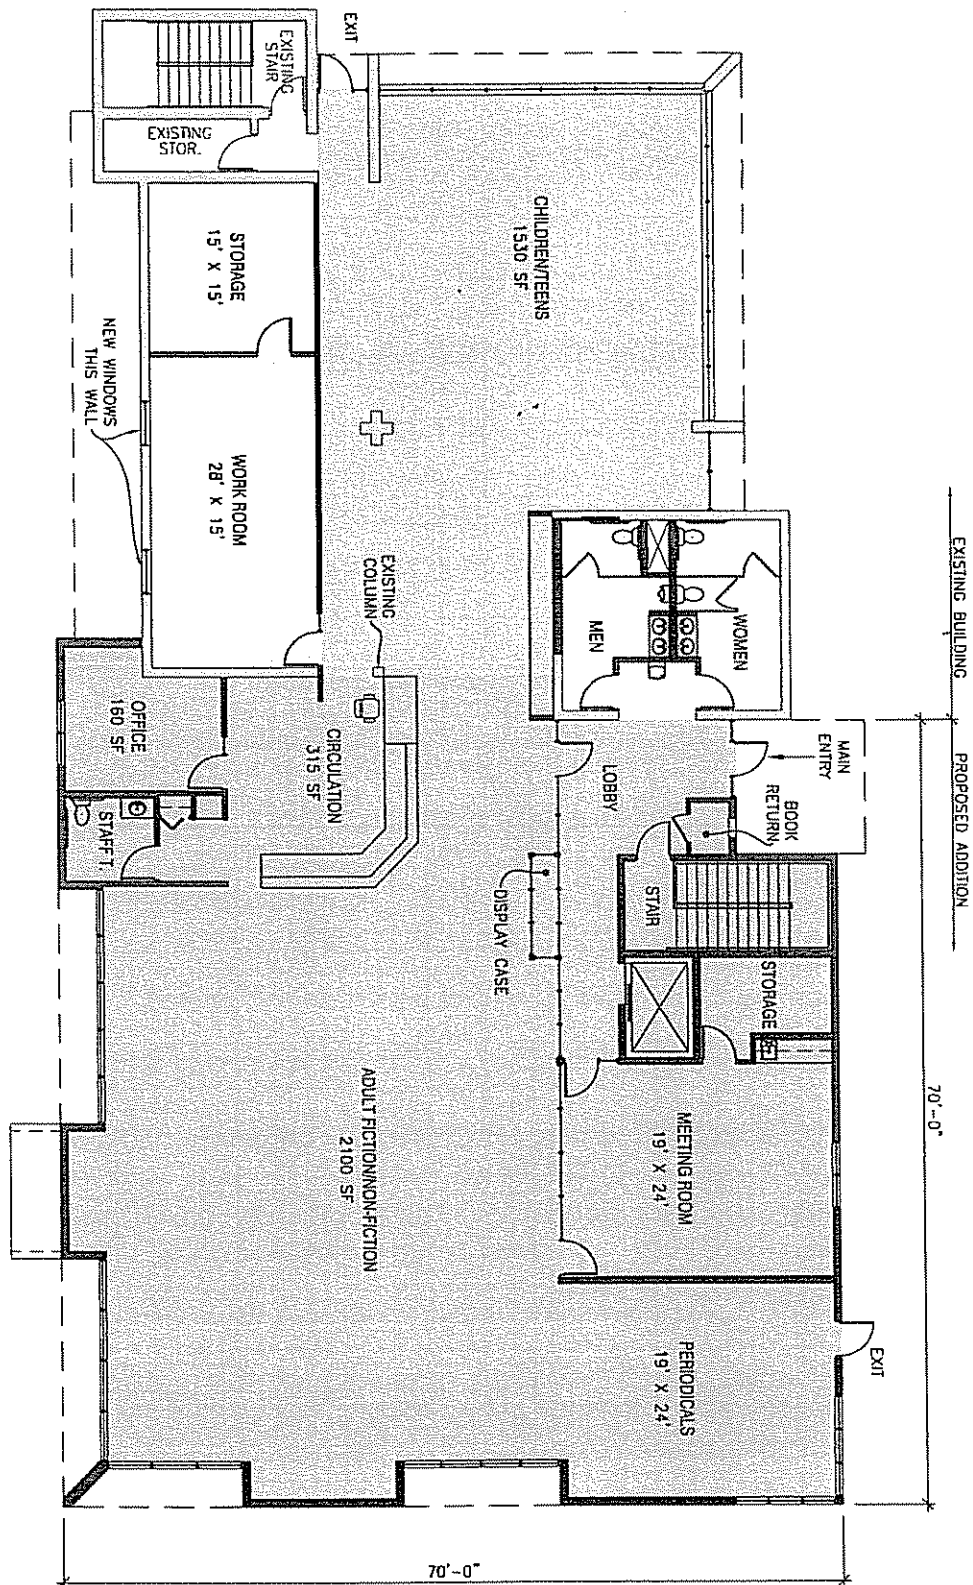 EXISTING BUILDING
PROPOSED ADDITION
70'-0"
MAIN
ENTRY
BOOK
RETURN
EXIT
WOMEN
MEN
LOBBY
STAIR
STORAGE
MEETING ROOM
19' X 24'
PERIODICALS
19' X 24'
DISPLAY CASE
CHILDREN/TEENS
1530 SF
EXISTING
COLUMN
CIRCULATION
315 SF
ADULT FICTION/NON-FICTION
2100 SF
EXIT
EXISTING
STAIR
EXISTING
STOR.
STORAGE
15' X 15'
WORK ROOM
28' X 15'
OFFICE
160 SF
STAFF T.
NEW WINDOWS
THIS WALL
70'-0"